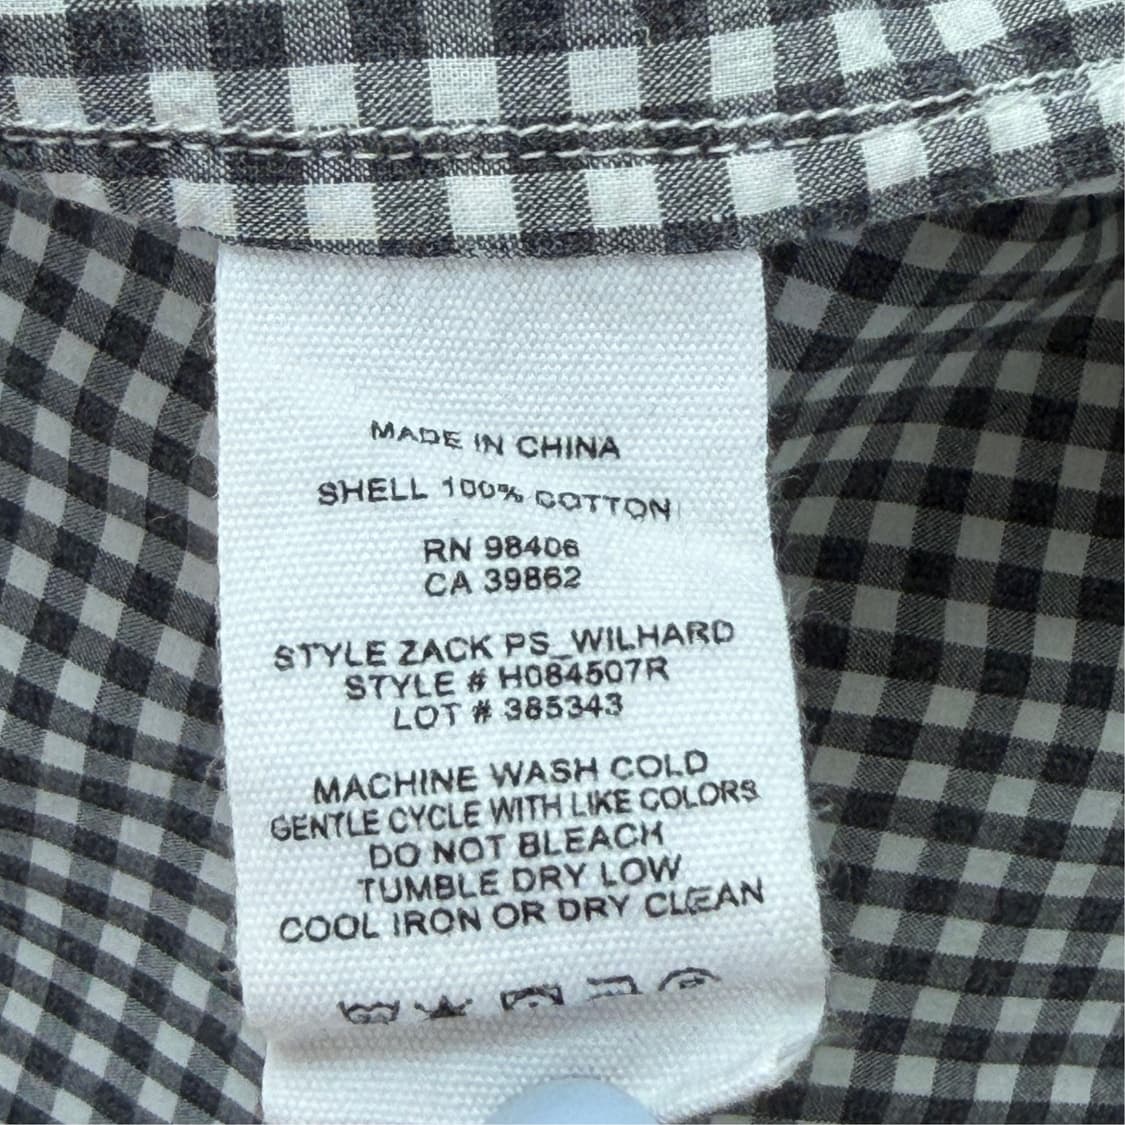 MADE IN CHINA
SHELL 100% COTTON
RN 98406
CA 39862
STYLE ZACK PS_WILHARD
STYLE # H084507R
LOT # 385343
MACHINE WASH COLD
GENTLE CYCLE WITH LIKE COLORS
DO NOT BLEACH
TUMBLE DRY LOW
COOL IRON OR DRY CLEAN